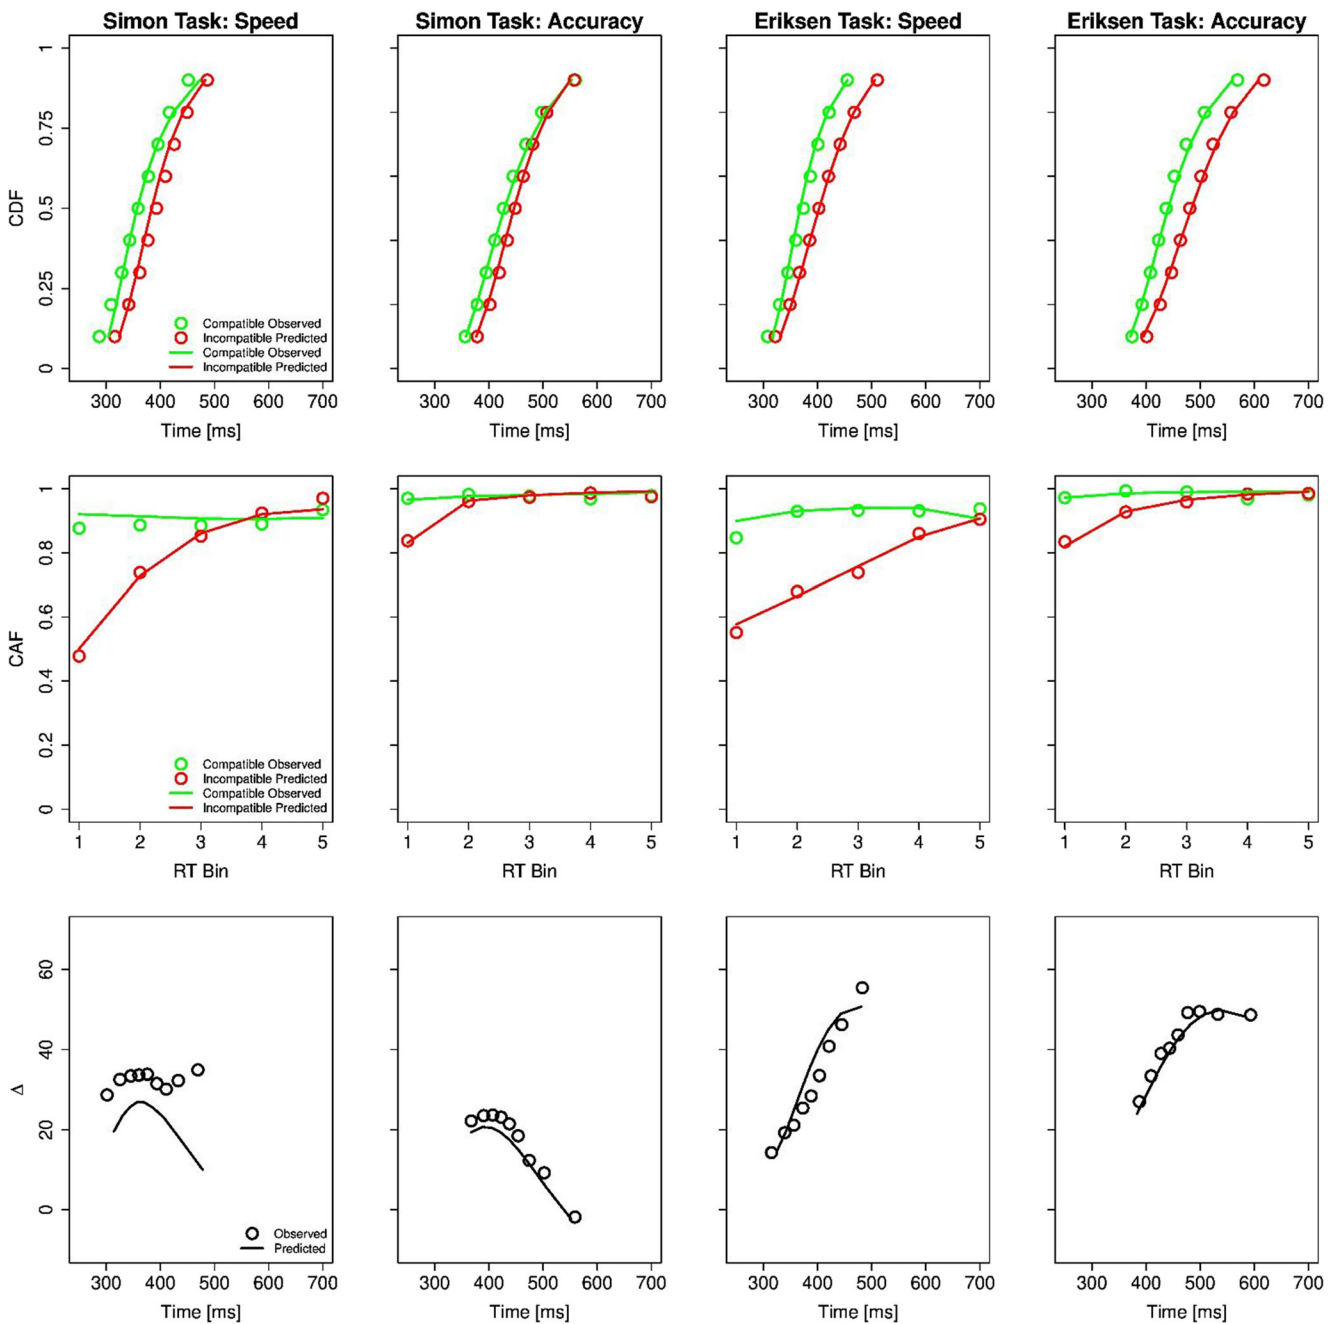 Simon Task: Speed
Simon Task: Accuracy
Eriksen Task: Speed
Eriksen Task: Accuracy
CDF
1
0.75
0.5
0.25
0
Compatible Observed
Incompatible Predicted
Compatible Observed
Incompatible Predicted
300 400 500 600 700
300 400 500 600 700
300 400 500 600 700
300 400 500 600 700
Time [ms]
Time [ms]
Time [ms]
Time [ms]
CAF
1
0.8
0.6
0.4
0.2
0
Compatible Observed
Incompatible Predicted
Compatible Observed
Incompatible Predicted
1 2 3 4 5
1 2 3 4 5
1 2 3 4 5
1 2 3 4 5
RT Bin
RT Bin
RT Bin
RT Bin
Δ
60
40
20
0
Observed
Predicted
300 400 500 600 700
300 400 500 600 700
300 400 500 600 700
300 400 500 600 700
Time [ms]
Time [ms]
Time [ms]
Time [ms]